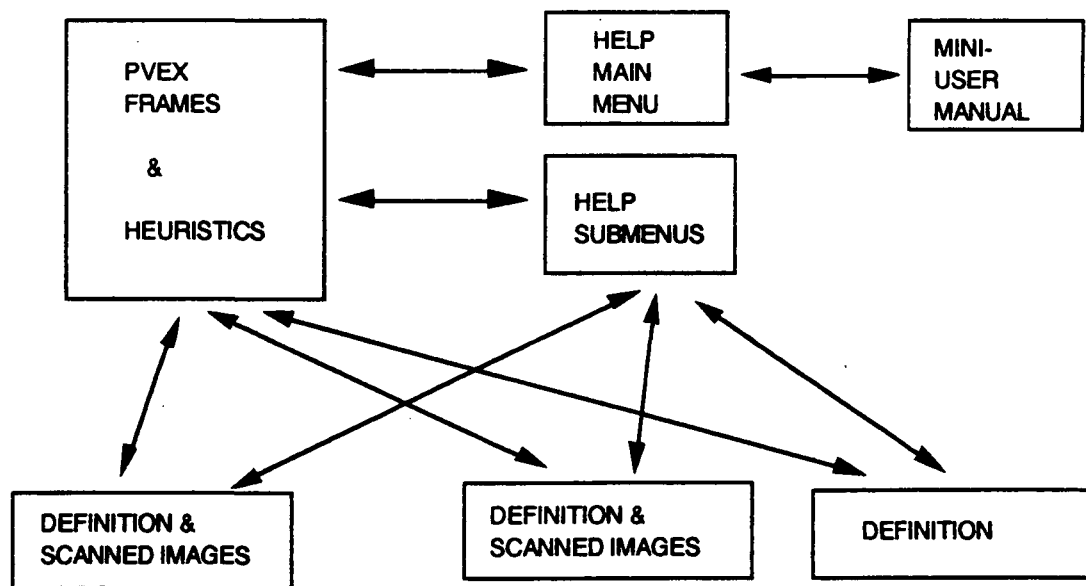 PVEX
FRAMES
&
HEURISTICS
HELP
MAIN
MENU
MINI-
USER
MANUAL
HELP
SUBMENUS
DEFINITION &
SCANNED IMAGES
DEFINITION &
SCANNED IMAGES
DEFINITION